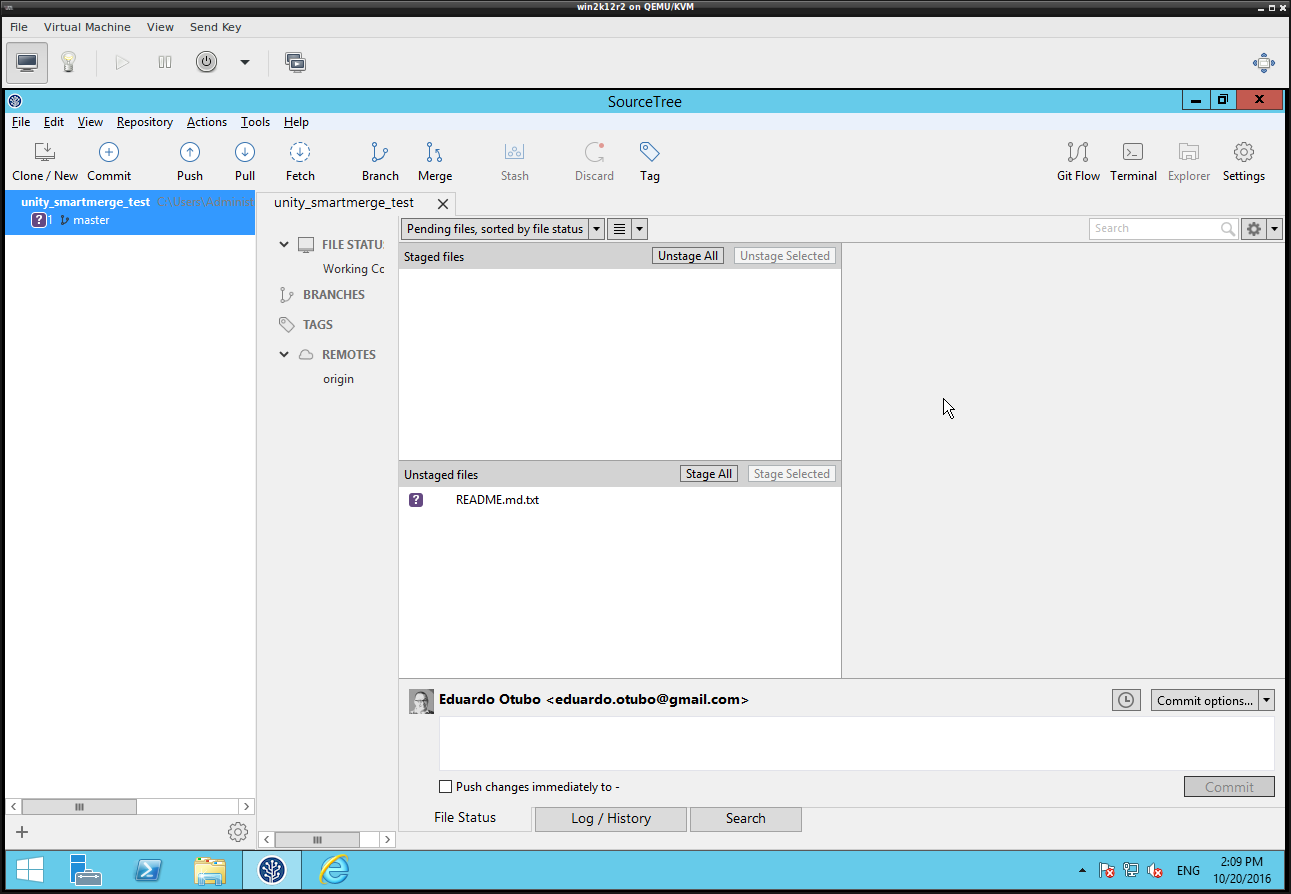 win2k12r2 on QEMU/KVM
File Virtual Machine View Send Key
SourceTree
File Edit View Repository Actions Tools Help
Clone / New Commit Push Pull Fetch Branch Merge Stash Discard Tag Git Flow Terminal Explorer Settings
unity_smartmerge_test C:\Users\Administ
? 1 master
unity_smartmerge_test
Pending files, sorted by file status
Search
FILE STATU
Working Co
BRANCHES
TAGS
REMOTES
origin
Staged files Unstage All Unstage Selected
Unstaged files Stage All Stage Selected
? README.md.txt
Eduardo Otubo <eduardo.otubo@gmail.com>
Commit options...
Push changes immediately to -
Commit
File Status Log / History Search
ENG
2:09 PM
10/20/2016